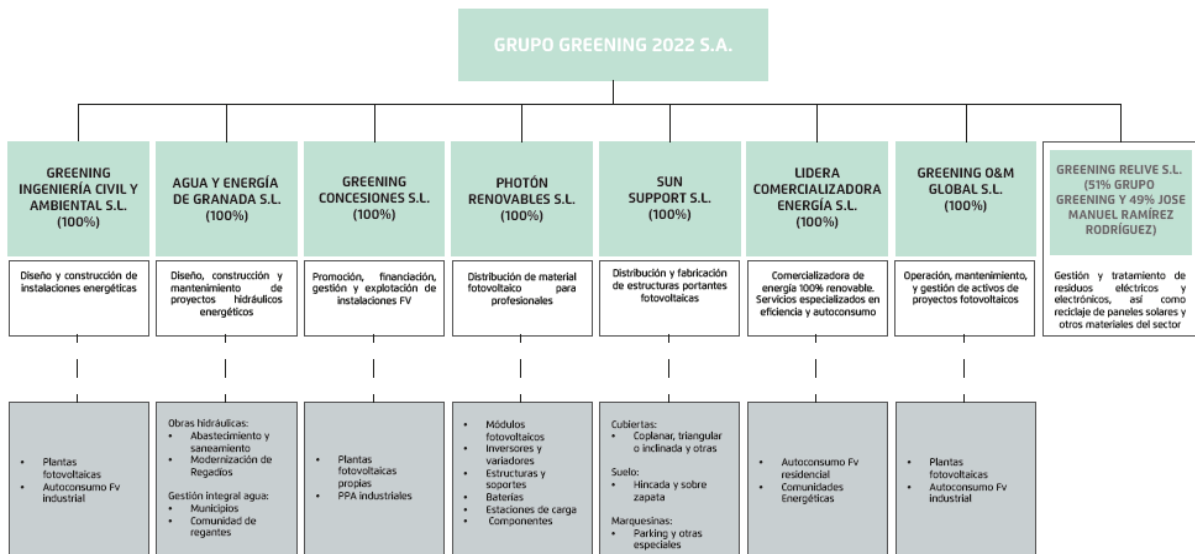 GRUPO GREENING 2022 S.A.
GREENING
INGENIERÍA CIVIL Y
AMBIENTAL S.L.
(100%)
AGUA Y ENERGÍA
DE GRANADA S.L.
(100%)
GREENING
CONCESIONES S.L.
(100%)
PHOTÓN
RENOVABLES S.L.
(100%)
SUN
SUPPORT S.L.
(100%)
LIDERA
COMERCIALIZADORA
ENERGÍA S.L.
(100%)
GREENING O&M
GLOBAL S.L.
(100%)
GREENING RELIVE S.L.
(51% GRUPO
GREENING Y 49% JOSE
MANUEL RAMÍREZ
RODRÍGUEZ)
Diseño y construcción de
instalaciones energéticas
Diseño, construcción y
mantenimiento de
proyectos hidráulicos
energéticos
Promoción, financiación,
gestión y explotación de
instalaciones FV
Distribución de material
fotovoltaico para
profesionales
Distribución y fabricación
de estructuras portantes
fotovoltaicas
Comercializadora de
energía 100% renovable.
Servicios especializados en
eficiencia y autoconsumo
Operación, mantenimiento,
y gestión de activos de
proyectos fotovoltaicos
Gestión y tratamiento de
residuos eléctricos y
electrónicos, así como
reciclaje de paneles solares y
otros materiales del sector
• Plantas
fotovoltaicas
• Autoconsumo Fv
industrial
Obras hidráulicas:
• Abastecimiento y
saneamiento
• Modernización de
Regadíos
Gestión integral agua:
• Municipios
• Comunidad de
regantes
• Plantas
fotovoltaicas
propias
• PPA industriales
• Módulos
fotovoltaicos
• Inversores y
variadores
• Estructuras y
soportes
• Baterías
• Estaciones de carga
• Componentes
Cubiertas:
• Coplanar, triangular
o inclinada y otras
Suelo:
• Hincada y sobre
zapata
Marquesinas:
• Parking y otras
especiales
• Autoconsumo Fv
residencial
• Comunidades
Energéticas
• Plantas
fotovoltaicas
• Autoconsumo Fv
industrial